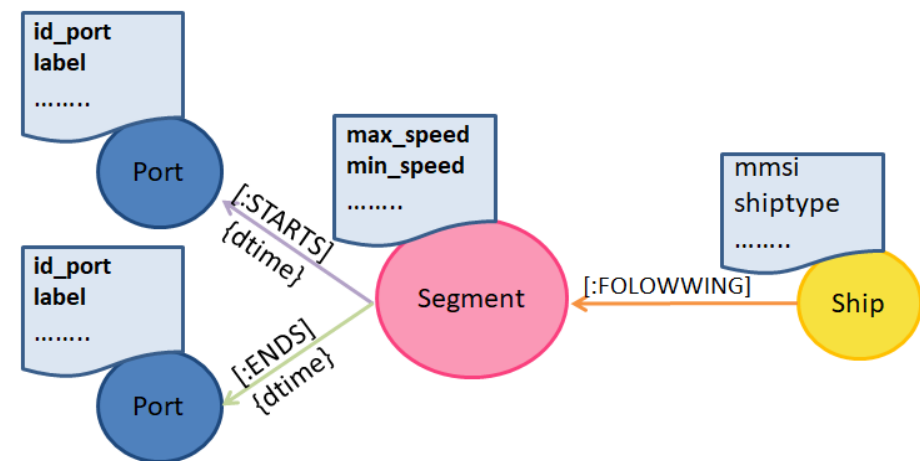 id_port
label
……..
Port
[:STARTS]
{dtime}
max_speed
min_speed
……..
Segment
mmsi
shiptype
……..
[:FOLOWWING]
Ship
id_port
label
……..
Port
[:ENDS]
{dtime}